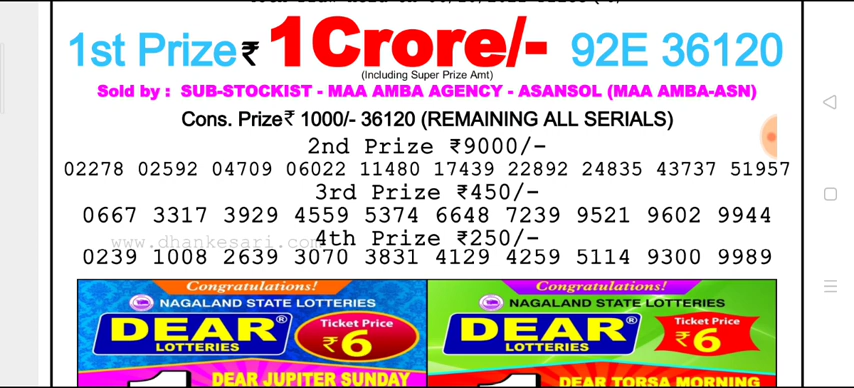 1st Prize ₹ 1Crore/- 92E 36120
(Including Super Prize Amt)
Sold by : SUB-STOCKIST - MAA AMBA AGENCY - ASANSOL (MAA AMBA-ASN)
Cons. Prize₹ 1000/- 36120 (REMAINING ALL SERIALS)
2nd Prize ₹9000/-
02278 02592 04709 06022 11480 17439 22892 24835 43737 51957
3rd Prize ₹450/-
0667 3317 3929 4559 5374 6648 7239 9521 9602 9944
www.dhankesari.com
4th Prize ₹250/-
0239 1008 2639 3070 3831 4129 4259 5114 9300 9989
Congratulations!
NAGALAND STATE LOTTERIES
DEAR®
LOTTERIES
Ticket Price
₹6
1
DEAR JUPITER SUNDAY
Congratulations!
NAGALAND STATE LOTTERIES
DEAR®
LOTTERIES
Ticket Price
₹6
1
DEAR TORSA MORNING